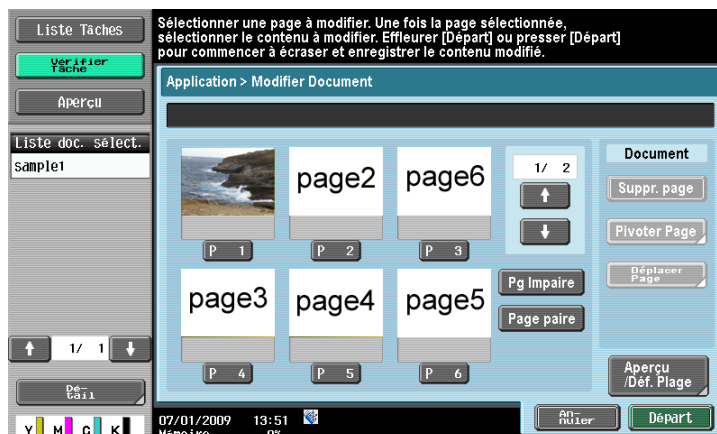 Liste Tâches
Vérifier
Tâche
Aperçu
Liste doc. sélect.
sample1
1/ 1
Dé-
tail
Y M C K
Sélectionner une page à modifier. Une fois la page sélectionnée,
sélectionner le contenu à modifier. Effleurer [Départ] ou presser [Départ]
pour commencer à écraser et enregistrer le contenu modifié.
Application > Modifier Document
page2
page6
P 1
P 2
P 3
page3
page4
page5
P 4
P 5
P 6
1/ 2
Pg Impaire
Page paire
Document
Suppr. page
Pivoter Page
Déplacer
Page
Aperçu
/Déf. Plage
07/01/2009 13:51
Mémoire 0%
An-
nuler
Départ